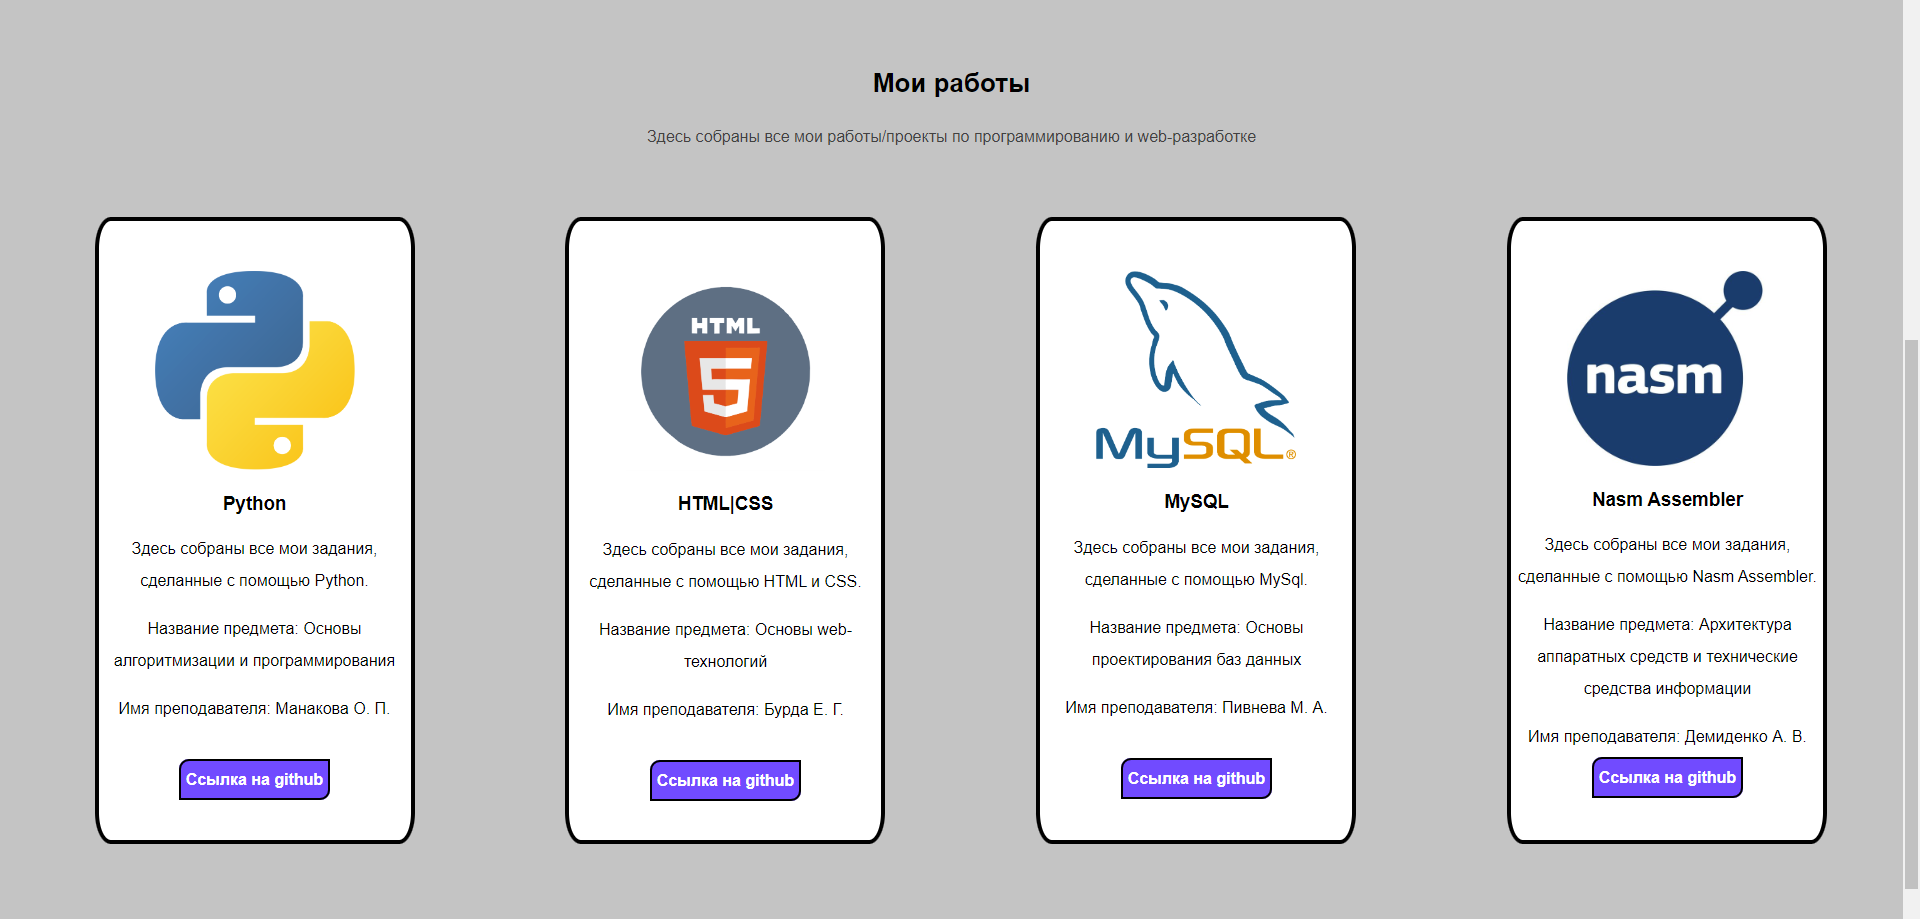 Мои работы
Здесь собраны все мои работы/проекты по программированию и web-разработке
Python
Здесь собраны все мои задания,
сделанные с помощью Python.
Название предмета: Основы
алгоритмизации и программирования
Имя преподавателя: Манакова О. П.
Ссылка на github
HTML
5
HTML|CSS
Здесь собраны все мои задания,
сделанные с помощью HTML и CSS.
Название предмета: Основы web-
технологий
Имя преподавателя: Бурда Е. Г.
Ссылка на github
MySQL®
MySQL
Здесь собраны все мои задания,
сделанные с помощью MySql.
Название предмета: Основы
проектирования баз данных
Имя преподавателя: Пивнева М. А.
Ссылка на github
nasm
Nasm Assembler
Здесь собраны все мои задания,
сделанные с помощью Nasm Assembler.
Название предмета: Архитектура
аппаратных средств и технические
средства информации
Имя преподавателя: Демиденко А. В.
Ссылка на github